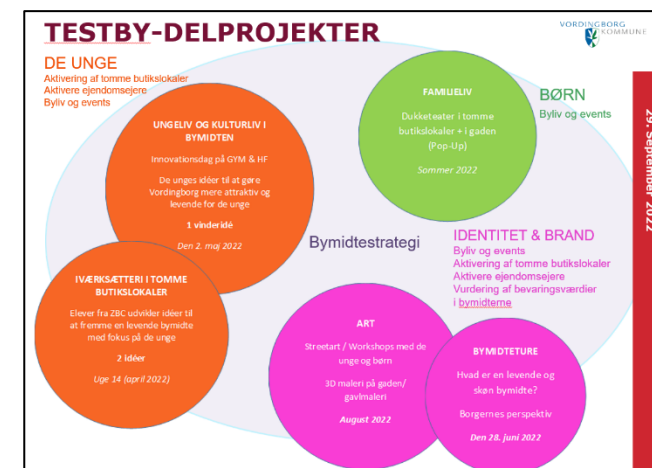 TESTBY-DELPROJEKTER
VORDINGBORG
KOMMUNE
DE UNGE
Aktivering af tomme butikslokaler
Aktivere ejendomsejere
Byliv og events
UNGELIV OG KULTURLIV I
BYMIDTEN
Innovationsdag på GYM & HF
De unges idéer til at gøre
Vordingborg mere attraktiv og
levende for de unge
1 vinderidé
Den 2. maj 2022
FAMILIELIV
Dukketeater i tomme
butikslokaler + i gaden
(Pop-Up)
Sommer 2022
BØRN
Byliv og events
29. September 2022
Bymidtestrategi
IDENTITET & BRAND
Byliv og events
Aktivering af tomme butikslokaler
Aktivere ejendomsejere
Vurdering af bevaringsværdier
i bymidterne
IVÆRKSÆTTERI I TOMME
BUTIKSLOKALER
Elever fra ZBC udvikler idéer til
at fremme en levende bymidte
med fokus på de unge
2 idéer
Uge 14 (april 2022)
ART
Streetart / Workshops med de
unge og børn
3D maleri på gaden/
gavlmaleri
August 2022
BYMIDTETURE
Hvad er en levende og
skøn bymidte?
Borgernes perspektiv
Den 28. juni 2022